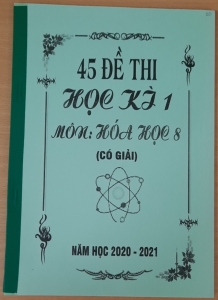 45 ĐỀ THI
HỌC KÌ 1
MÔN: HÓA HỌC 8
(CÓ GIẢI)
NĂM HỌC 2020 - 2021